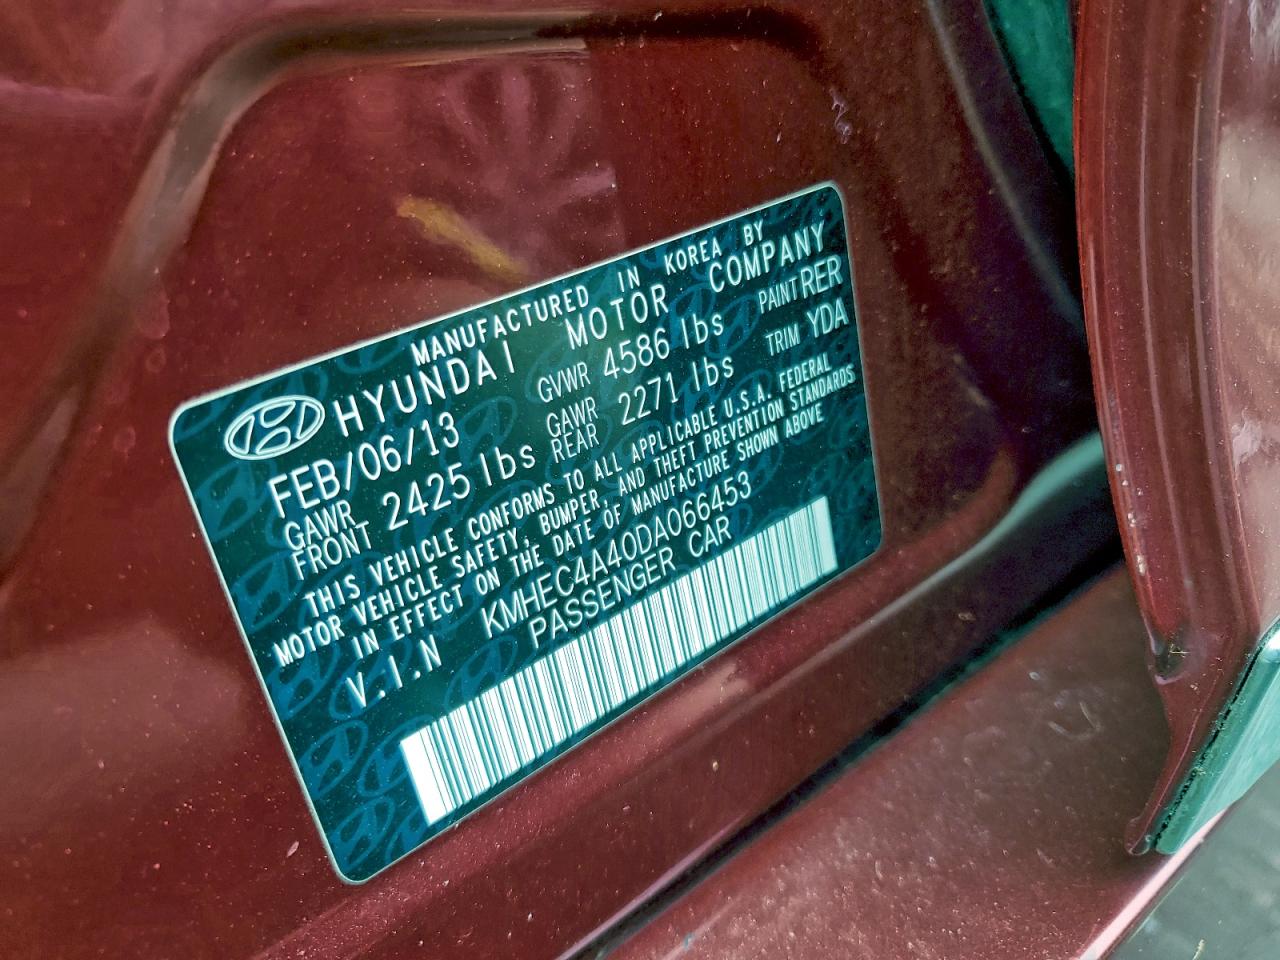 MANUFACTURED IN KOREA BY
HYUNDAI MOTOR COMPANY
FEB/06/13 GVWR 4586 lbs PAINT RER
GAWR FRONT 2425 lbs GAWR REAR 2271 lbs TRIM YDA
THIS VEHICLE CONFORMS TO ALL APPLICABLE U.S.A. FEDERAL
MOTOR VEHICLE SAFETY, BUMPER, AND THEFT PREVENTION STANDARDS
IN EFFECT ON THE DATE OF MANUFACTURE SHOWN ABOVE
V.I.N KMHEC4A40DA066453
PASSENGER CAR